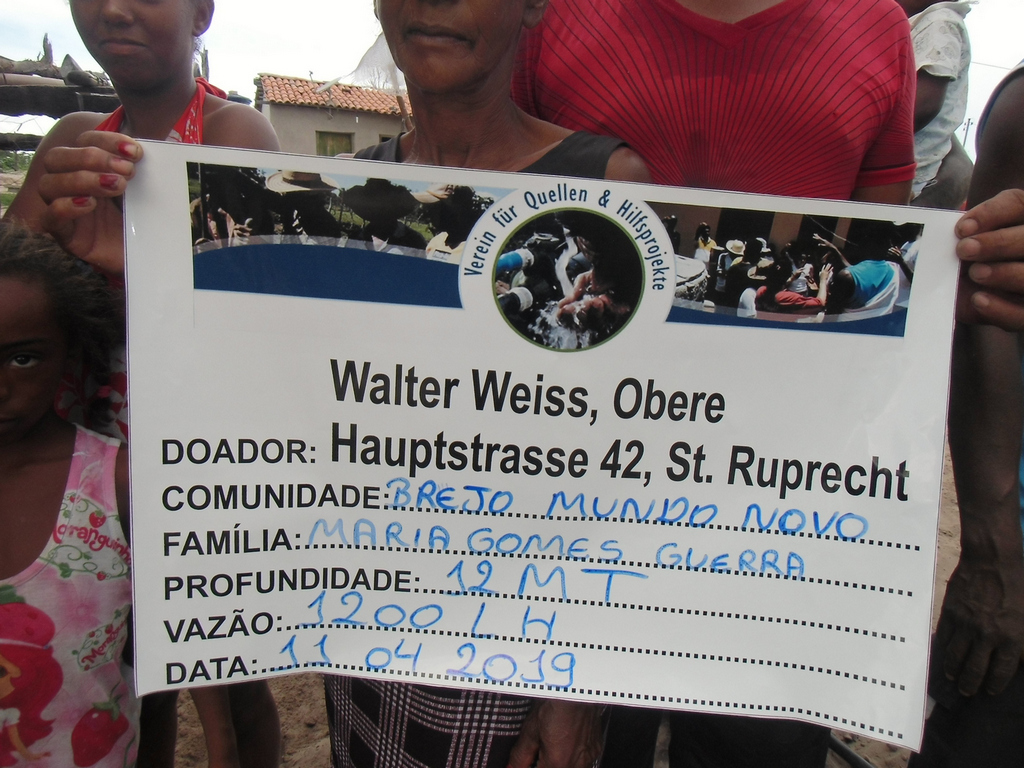 Verein für Quellen & Hilfsprojekte
Walter Weiss, Obere
DOADOR: Hauptstrasse 42, St. Ruprecht
COMUNIDADE: BREJO MUNDO NOVO
FAMÍLIA: MARIA GOMES GUERRA
PROFUNDIDADE: 12 MT
VAZÃO: 1200 LH
DATA: 11 04 2019